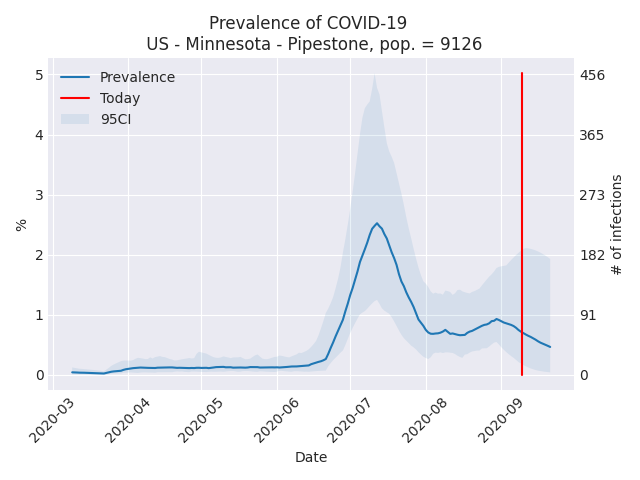 Prevalence of COVID-19
US - Minnesota - Pipestone, pop. = 9126
Prevalence
Today
95CI
5
4
3
2
1
0
%
456
365
273
182
91
0
# of infections
2020-03
2020-04
2020-05
2020-06
2020-07
2020-08
2020-09
Date